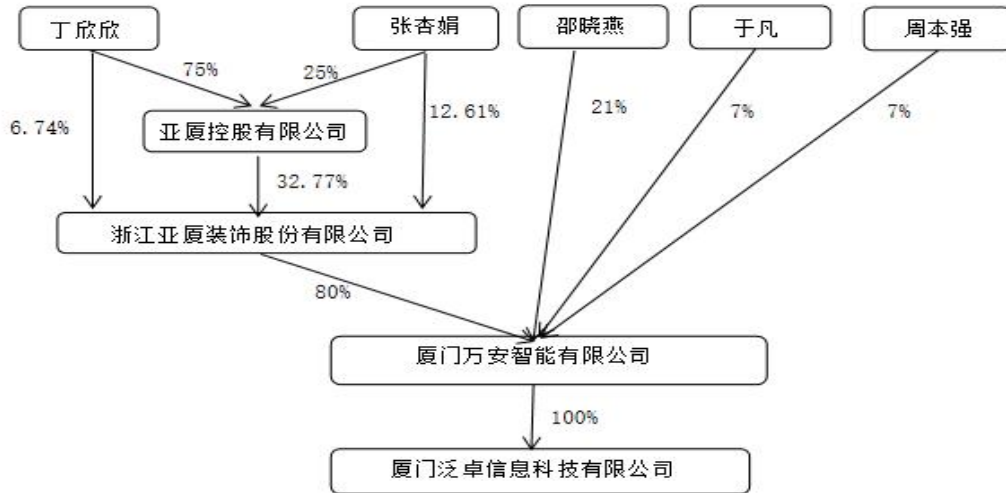 丁欣欣
张杏娟
邵晓燕
于凡
周本强
75%
25%
6.74%
12.61%
21%
7%
7%
亚厦控股有限公司
32.77%
浙江亚厦装饰股份有限公司
80%
厦门万安智能有限公司
100%
厦门泛卓信息科技有限公司